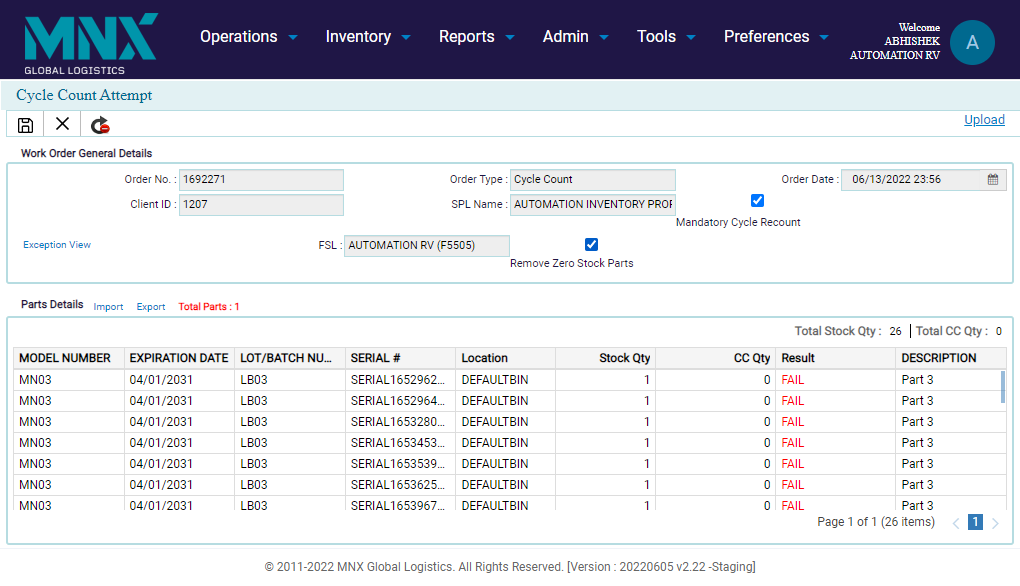 MNX
GLOBAL LOGISTICS
Operations Inventory Reports Admin Tools Preferences
Welcome
ABHISHEK
AUTOMATION RV
A
Cycle Count Attempt
Upload
Work Order General Details
Order No. : 1692271 Order Type : Cycle Count Order Date : 06/13/2022 23:56
Client ID : 1207 SPL Name : AUTOMATION INVENTORY PROF
Mandatory Cycle Recount
Exception View FSL : AUTOMATION RV (F5505)
Remove Zero Stock Parts
Parts Details Import Export Total Parts : 1
Total Stock Qty : 26 Total CC Qty : 0
MODEL NUMBER EXPIRATION DATE LOT/BATCH NU... SERIAL # Location Stock Qty CC Qty Result DESCRIPTION
MN03 04/01/2031 LB03 SERIAL1652962... DEFAULTBIN 1 0 FAIL Part 3
MN03 04/01/2031 LB03 SERIAL1652964... DEFAULTBIN 1 0 FAIL Part 3
MN03 04/01/2031 LB03 SERIAL1653280... DEFAULTBIN 1 0 FAIL Part 3
MN03 04/01/2031 LB03 SERIAL1653453... DEFAULTBIN 1 0 FAIL Part 3
MN03 04/01/2031 LB03 SERIAL1653539... DEFAULTBIN 1 0 FAIL Part 3
MN03 04/01/2031 LB03 SERIAL1653625... DEFAULTBIN 1 0 FAIL Part 3
MN03 04/01/2031 LB03 SERIAL1653967... DEFAULTBIN 1 0 FAIL Part 3
Page 1 of 1 (26 items) 1
© 2011-2022 MNX Global Logistics. All Rights Reserved. [Version : 20220605 v2.22 -Staging]